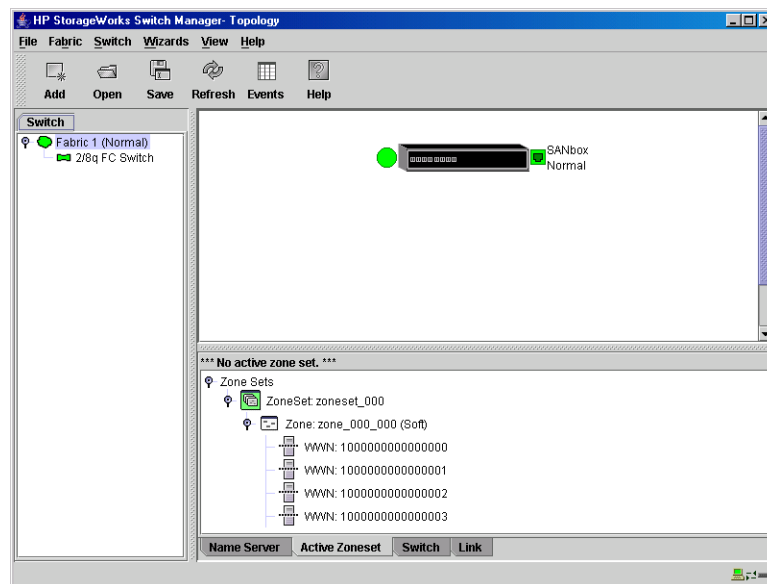 HP StorageWorks Switch Manager- Topology
File Fabric Switch Wizards View Help
Add Open Save Refresh Events Help
Switch
Fabric 1 (Normal)
2/8q FC Switch
SANbox
Normal
*** No active zone set. ***
Zone Sets
ZoneSet: zoneset_000
Zone: zone_000_000 (Soft)
WWN: 1000000000000000
WWN: 1000000000000001
WWN: 1000000000000002
WWN: 1000000000000003
Name Server Active Zoneset Switch Link